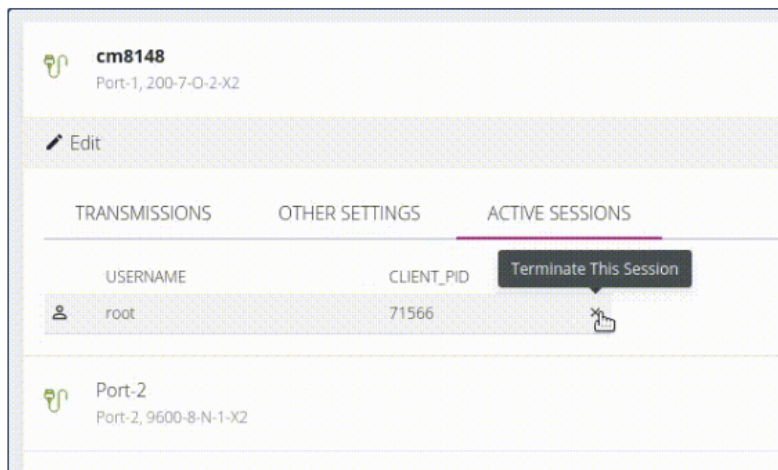 cm8148
Port-1, 200-7-O-2-X2
Edit
TRANSMISSIONS OTHER SETTINGS ACTIVE SESSIONS
Terminate This Session
USERNAME CLIENT_PID
root 71566
Port-2
Port-2, 9600-8-N-1-X2